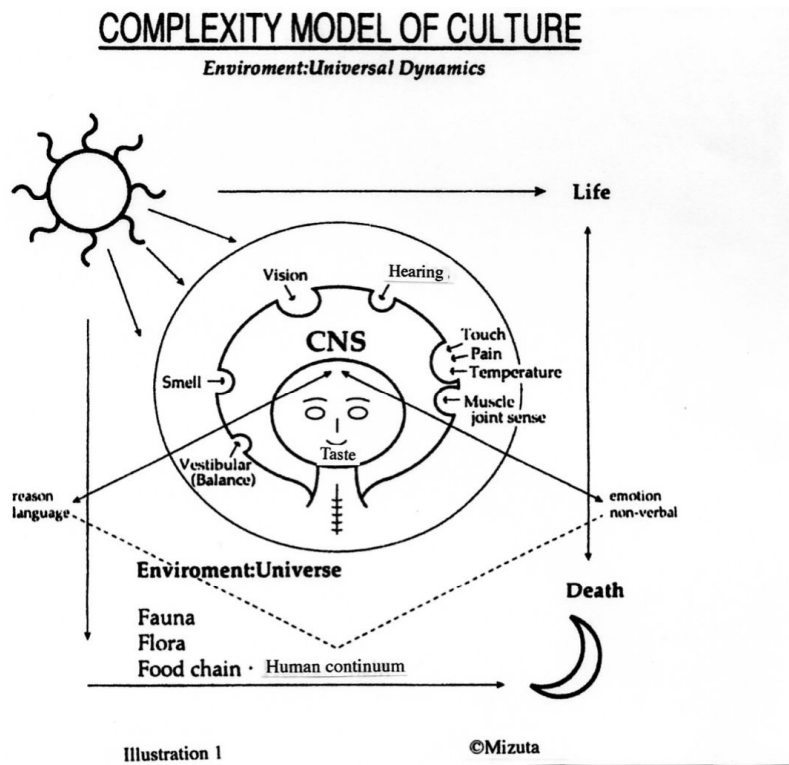 COMPLEXITY MODEL OF CULTURE
Enviroment:Universal Dynamics
Life
Vision
Hearing
CNS
Touch
Pain
Temperature
Smell
Muscle
joint sense
Taste
Vestibular
(Balance)
reason
language
emotion
non-verbal
Enviroment:Universe
Death
Fauna
Flora
Food chain · Human continuum
Illustration 1
©Mizuta